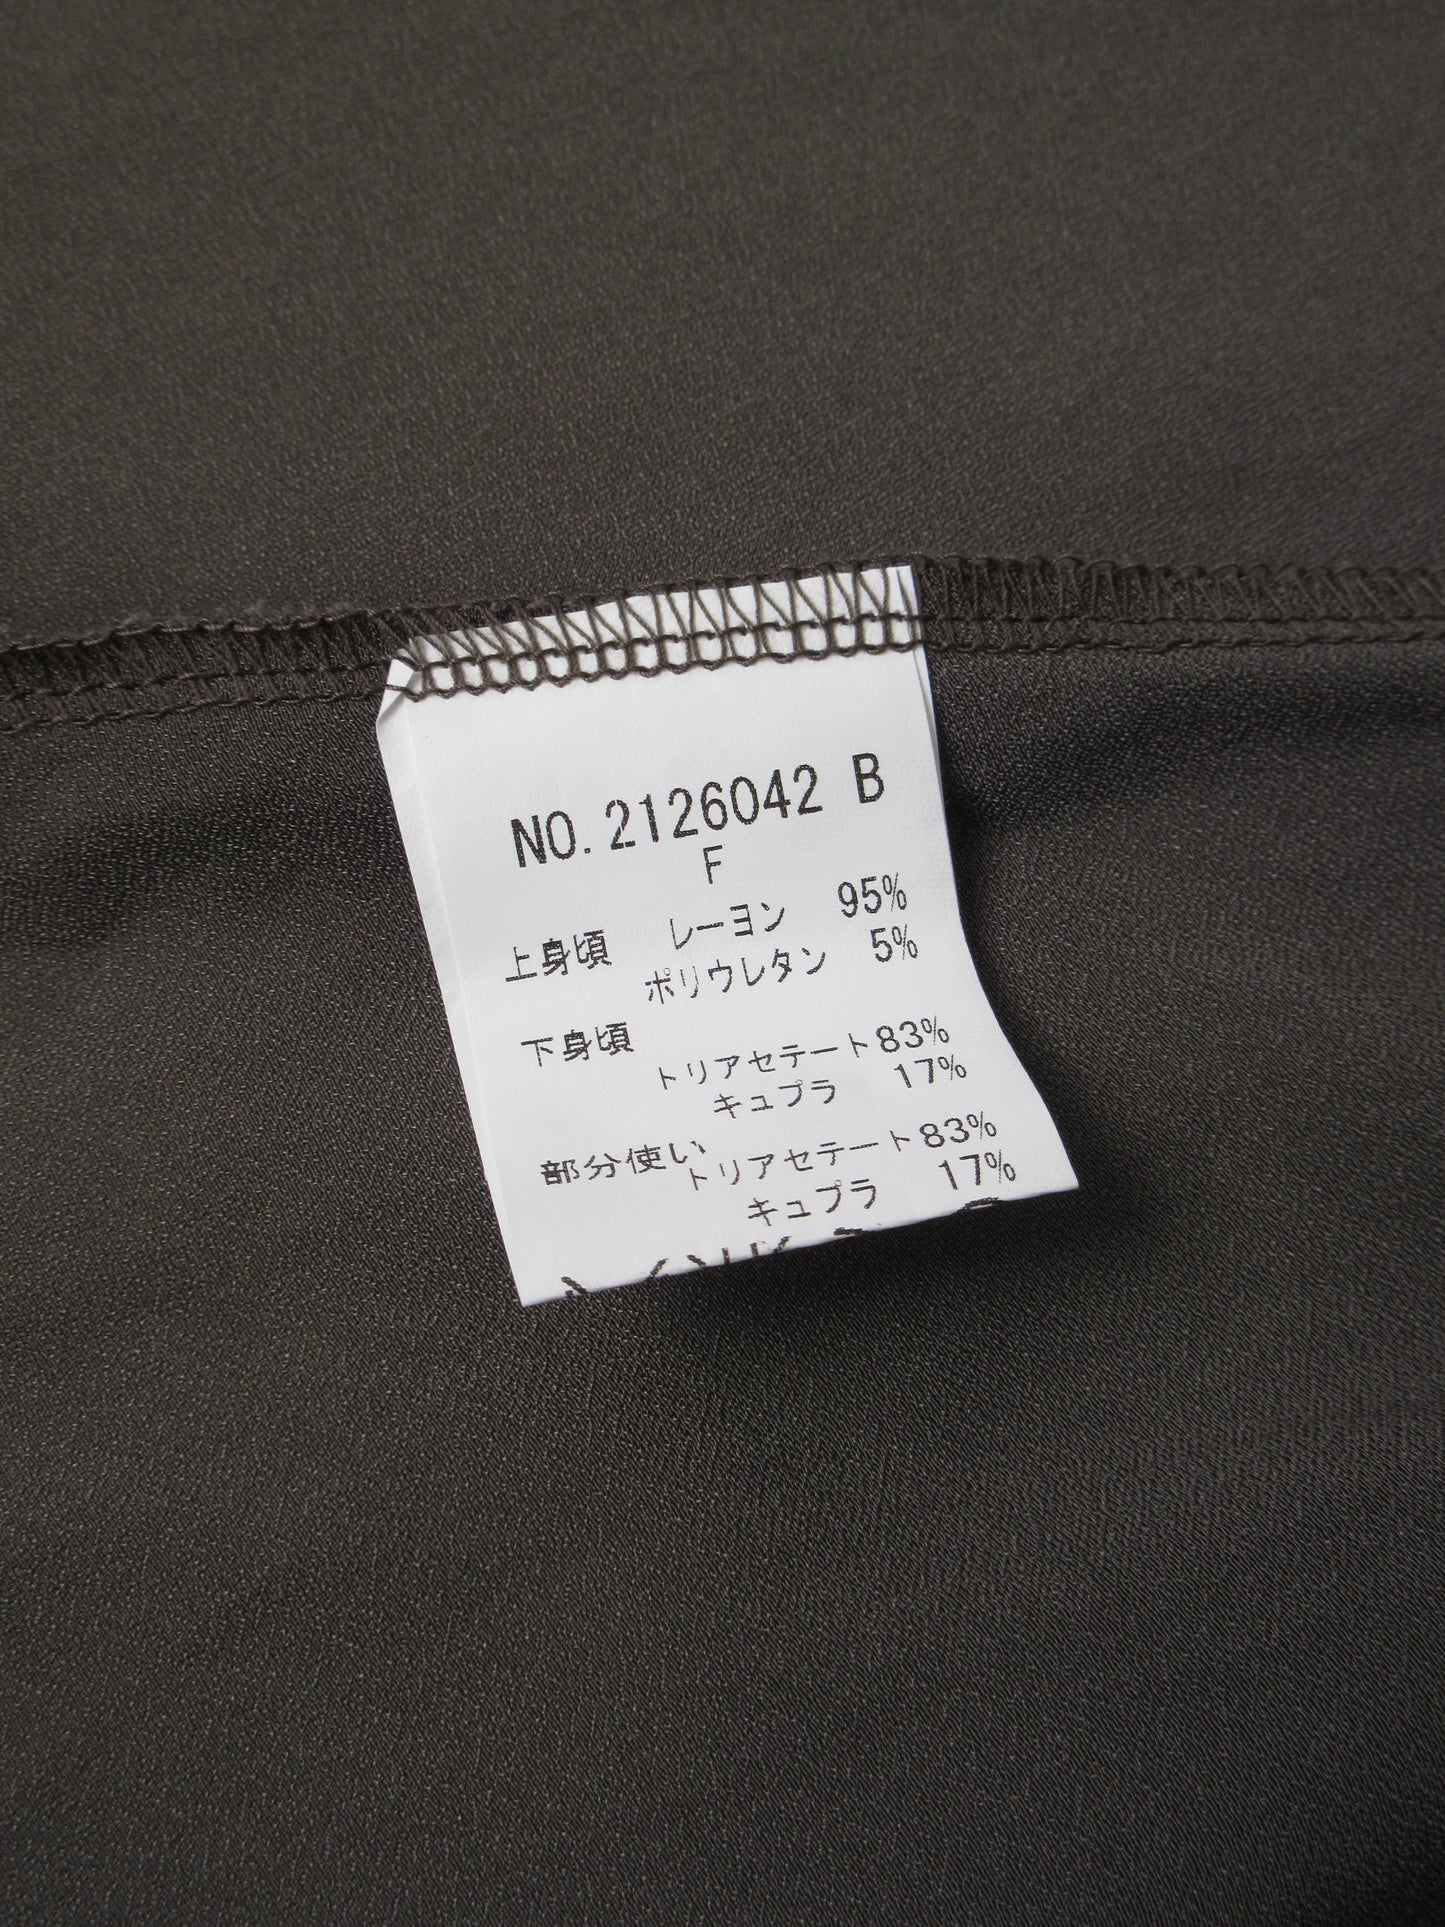 NO.2126042 B
F
上身頃 レーヨン 95%
ポリウレタン 5%
下身頃
トリアセテート83%
キュプラ 17%
部分使い
トリアセテート83%
キュプラ 17%